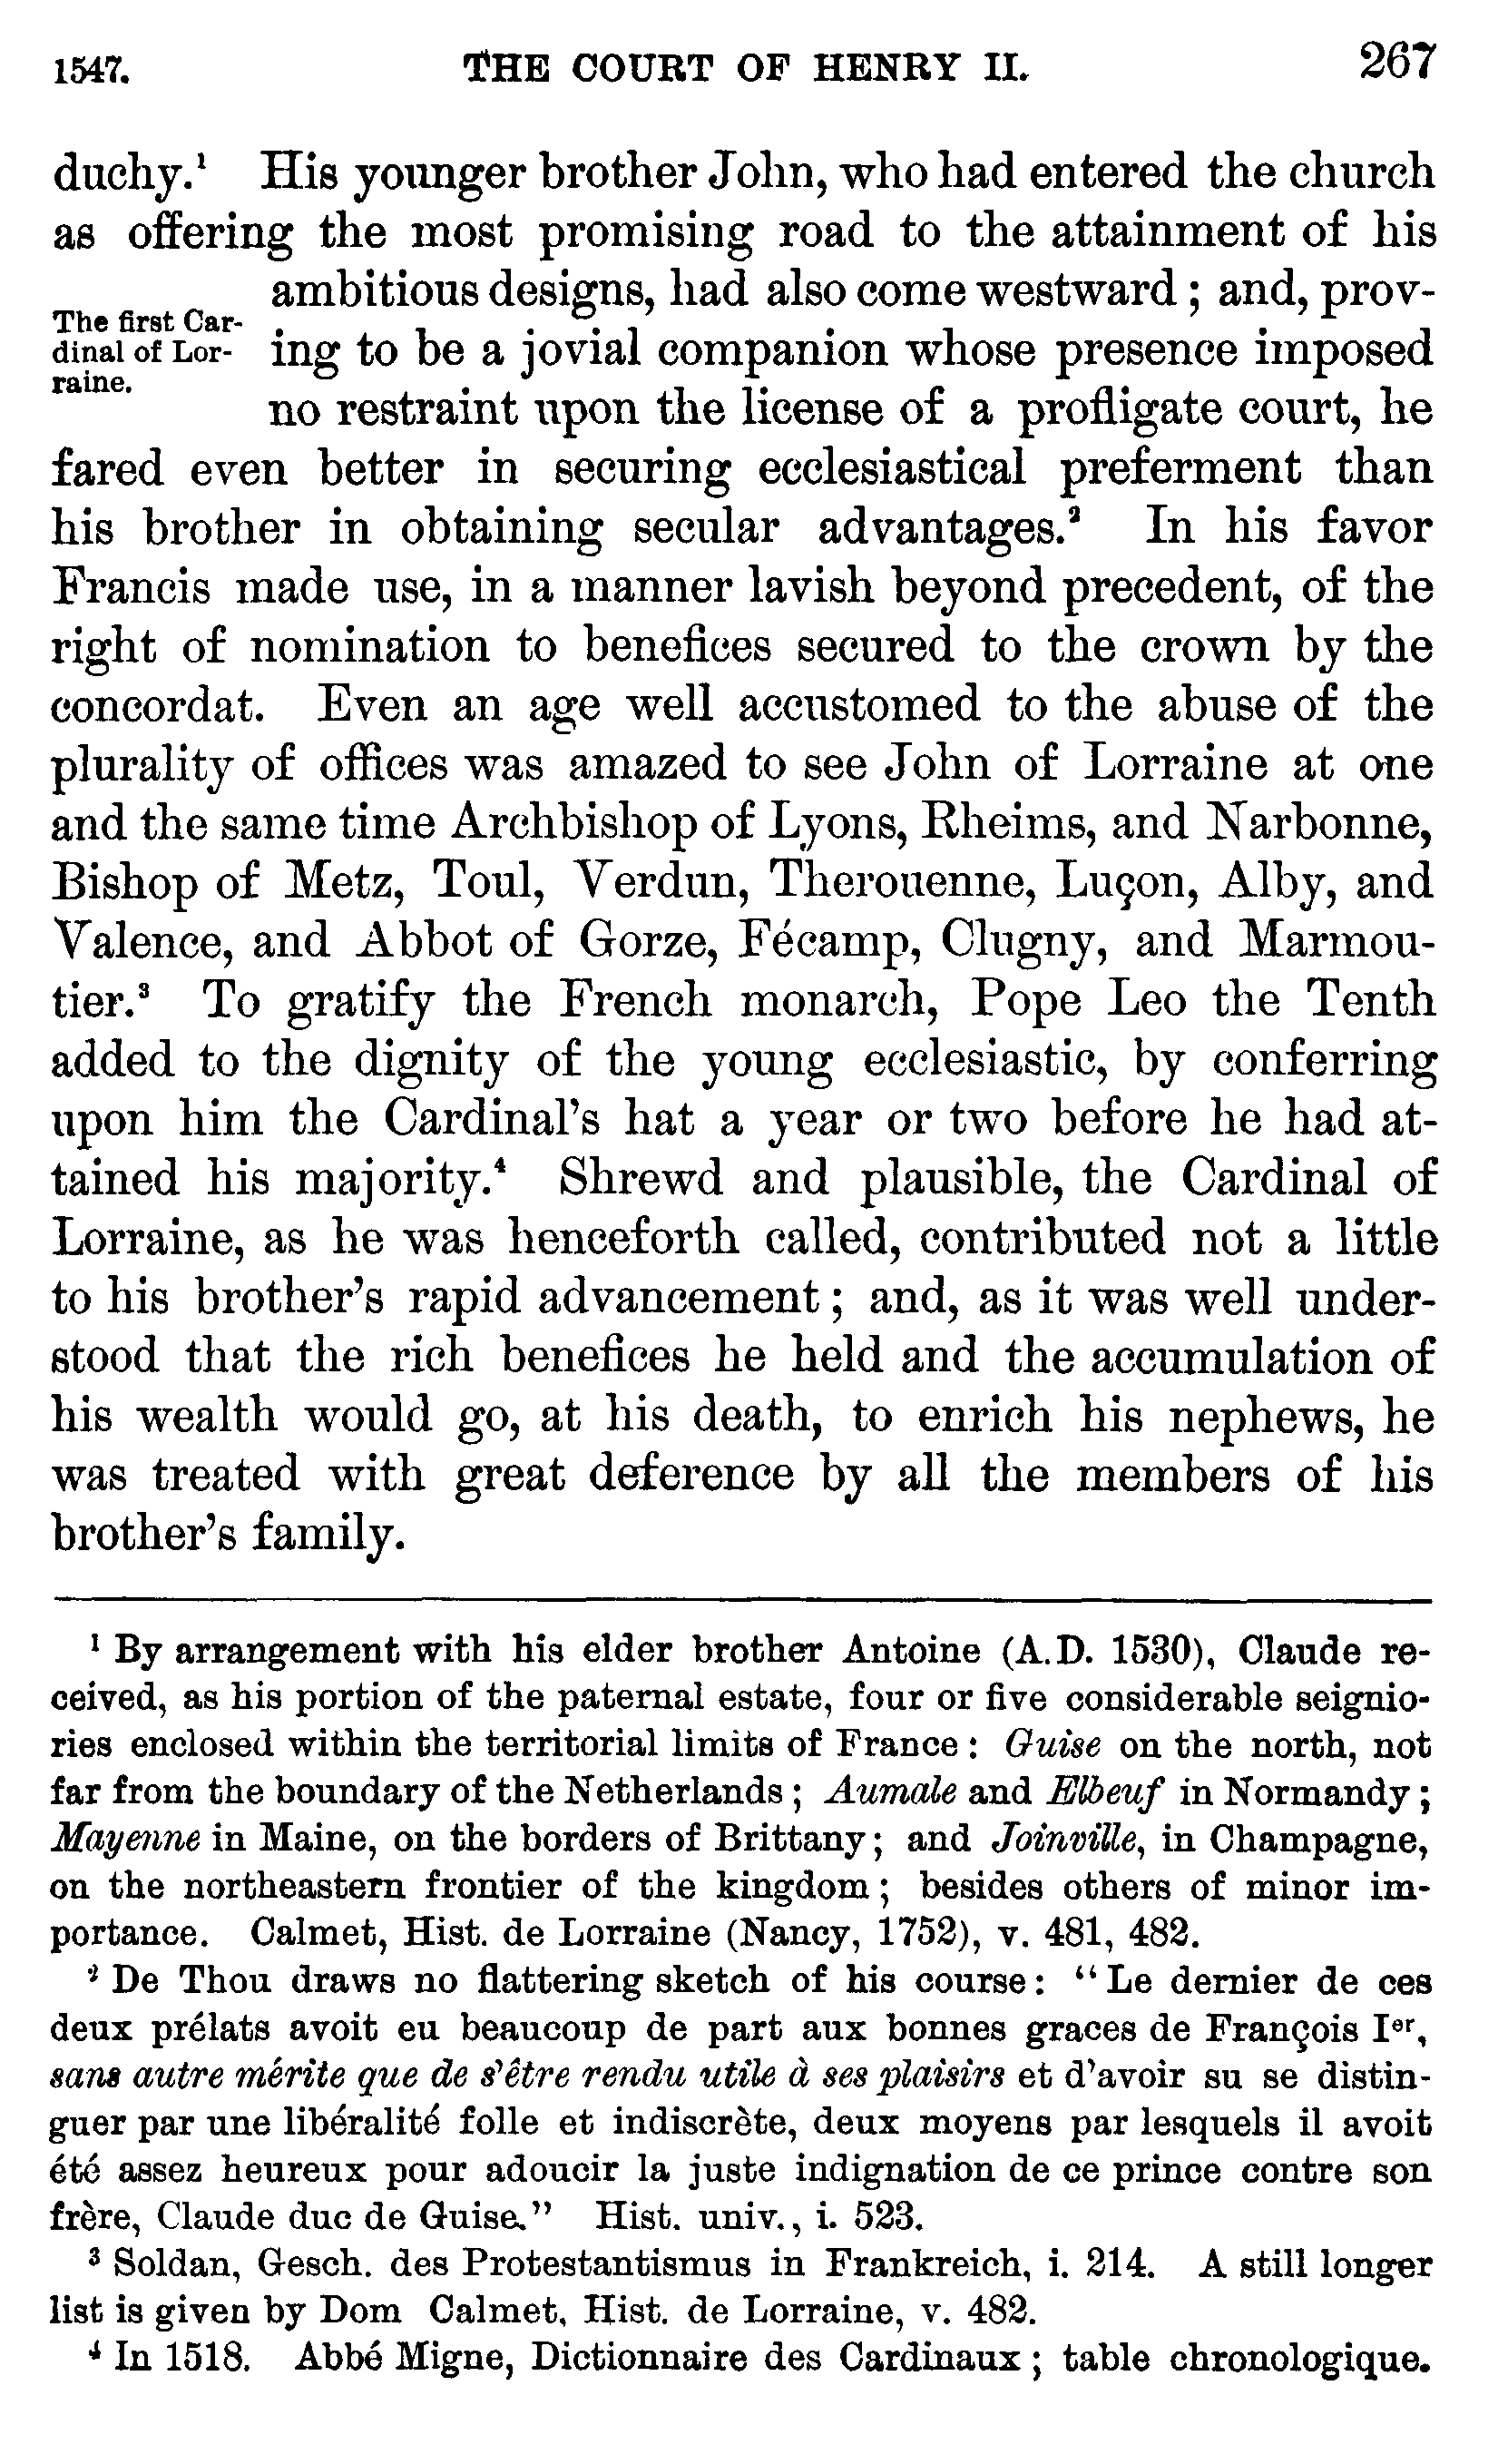 1547. THE COURT OF HENRY II. 267
duchy.¹ His younger brother John, who had entered the church
as offering the most promising road to the attainment of his
ambitious designs, had also come westward; and, prov-
The first Car-
dinal of Lor-
raine.
ing to be a jovial companion whose presence imposed
no restraint upon the license of a profligate court, he
fared even better in securing ecclesiastical preferment than
his brother in obtaining secular advantages.² In his favor
Francis made use, in a manner lavish beyond precedent, of the
right of nomination to benefices secured to the crown by the
concordat. Even an age well accustomed to the abuse of the
plurality of offices was amazed to see John of Lorraine at one
and the same time Archbishop of Lyons, Rheims, and Narbonne,
Bishop of Metz, Toul, Verdun, Therouenne, Luçon, Alby, and
Valence, and Abbot of Gorze, Fécamp, Clugny, and Marmou-
tier.³ To gratify the French monarch, Pope Leo the Tenth
added to the dignity of the young ecclesiastic, by conferring
upon him the Cardinal's hat a year or two before he had at-
tained his majority.⁴ Shrewd and plausible, the Cardinal of
Lorraine, as he was henceforth called, contributed not a little
to his brother's rapid advancement; and, as it was well under-
stood that the rich benefices he held and the accumulation of
his wealth would go, at his death, to enrich his nephews, he
was treated with great deference by all the members of his
brother's family.
¹ By arrangement with his elder brother Antoine (A.D. 1530), Claude re-
ceived, as his portion of the paternal estate, four or five considerable seignio-
ries enclosed within the territorial limits of France: Guise on the north, not
far from the boundary of the Netherlands; Aumale and Elbeuf in Normandy;
Mayenne in Maine, on the borders of Brittany; and Joinville, in Champagne,
on the northeastern frontier of the kingdom; besides others of minor im-
portance. Calmet, Hist. de Lorraine (Nancy, 1752), v. 481, 482.
² De Thou draws no flattering sketch of his course: "Le dernier de ces
deux prélats avoit eu beaucoup de part aux bonnes graces de François Iᵉʳ,
sans autre mérite que de s'être rendu utile à ses plaisirs et d'avoir su se distin-
guer par une libéralité folle et indiscrète, deux moyens par lesquels il avoit
été assez heureux pour adoucir la juste indignation de ce prince contre son
frère, Claude duc de Guise." Hist. univ., i. 523.
³ Soldan, Gesch. des Protestantismus in Frankreich, i. 214. A still longer
list is given by Dom Calmet, Hist. de Lorraine, v. 482.
⁴ In 1518. Abbé Migne, Dictionnaire des Cardinaux; table chronologique.